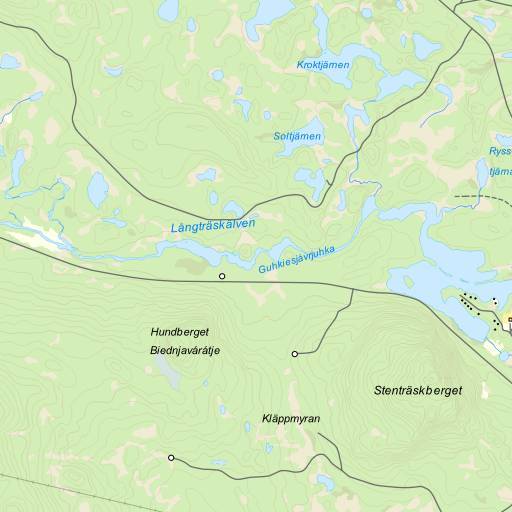 Kroktjärnen
Soltjärnen
Ryss-
tjärna
Långträskälven
Guhkiesjávrjuhka
Hundberget
Biednjavárátje
Stenträskberget
Kläppmyran